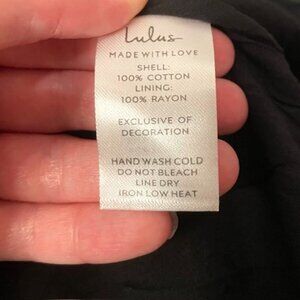 Lulus
MADE WITH LOVE
SHELL:
100% COTTON
LINING:
100% RAYON
EXCLUSIVE OF
DECORATION
HAND WASH COLD
DO NOT BLEACH
LINE DRY
IRON LOW HEAT